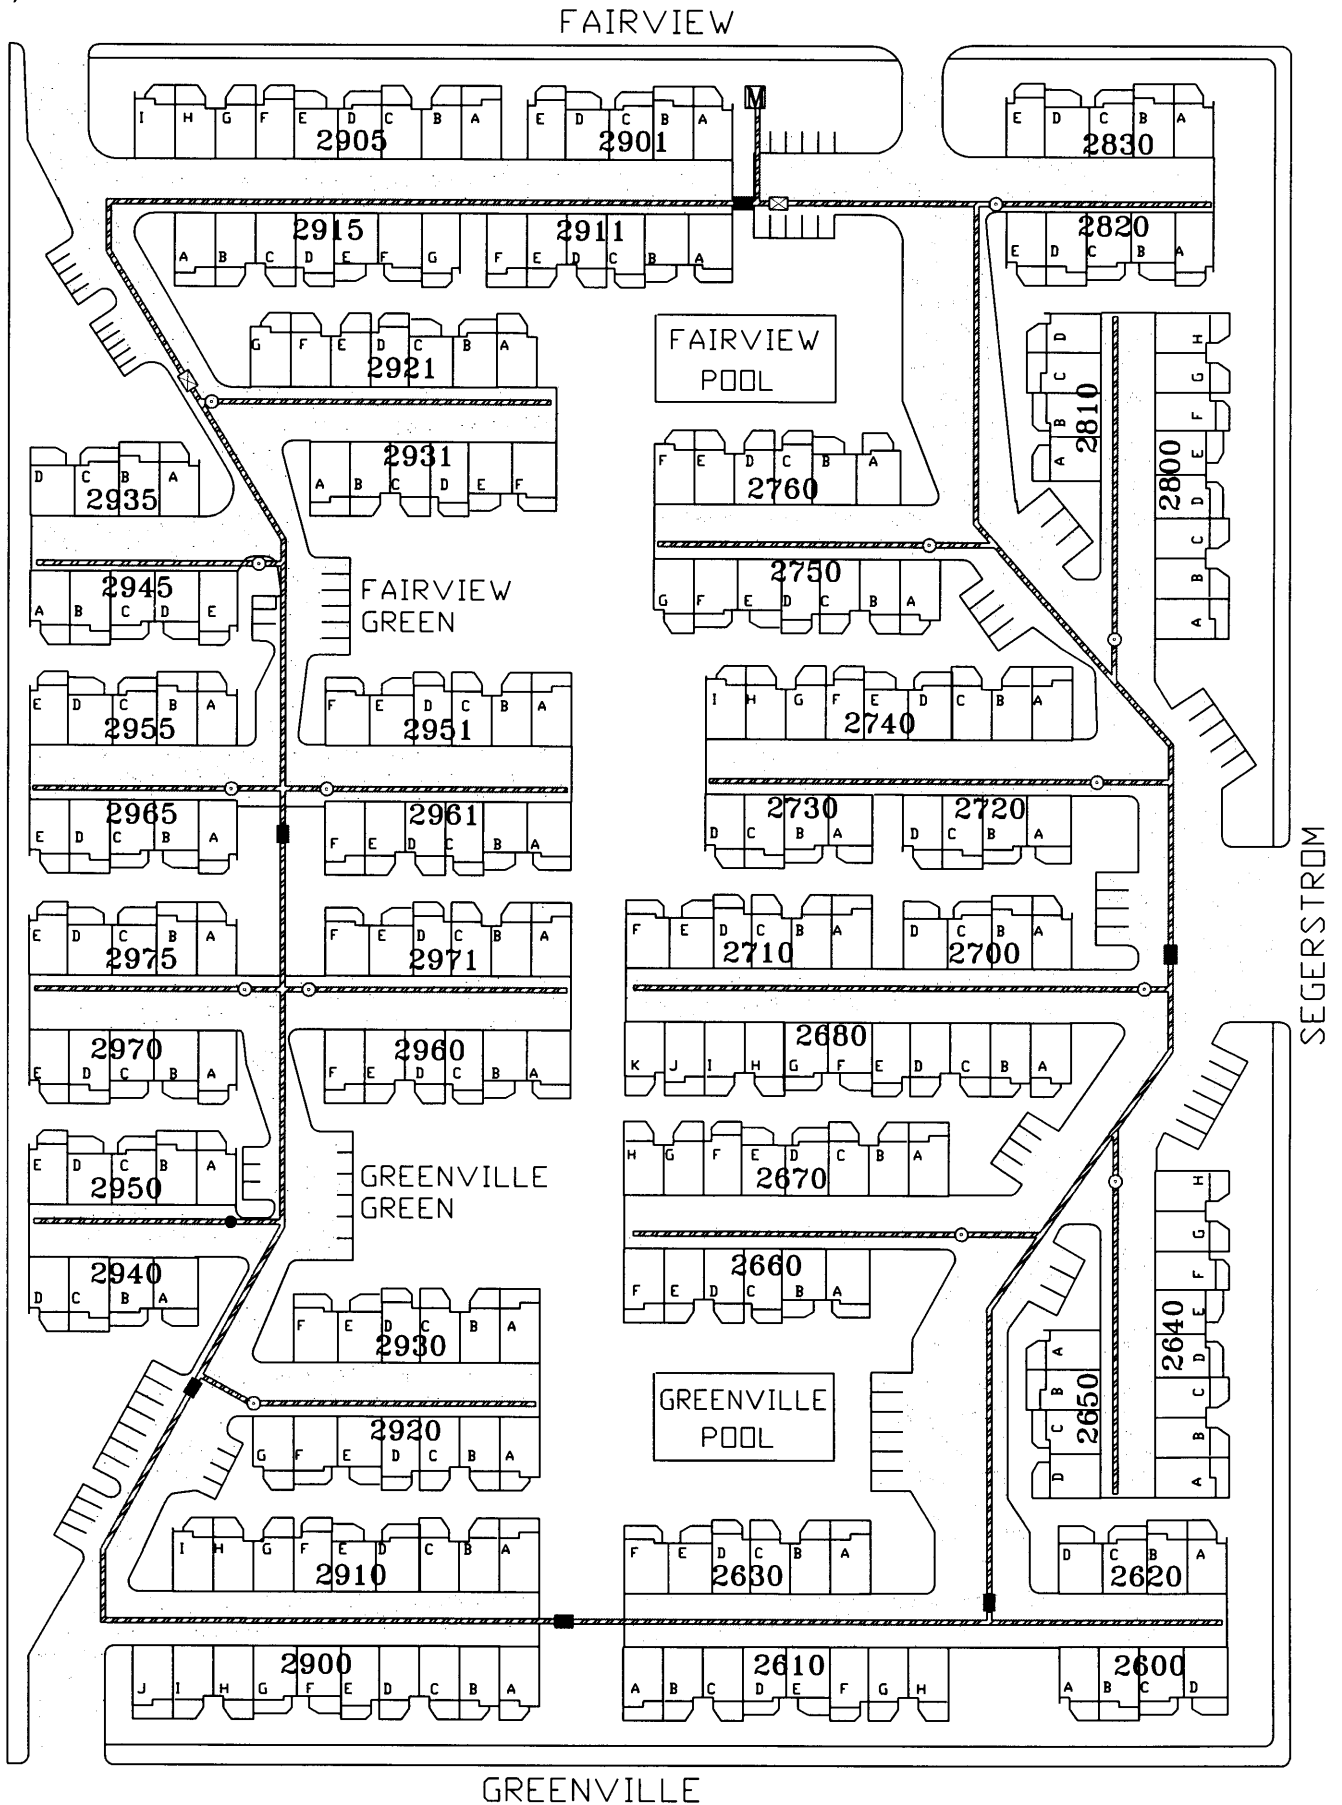 FAIRVIEW
M
I H G F E D C B A
2905
E D C B A
2901
E D C B A
2830
2915
A B C D E F G
2911
F E D C B A
2820
E D C B A
G F E D C B A
2921
FAIRVIEW
POOL
D C B A
2810
H G F E D C B A
2800
2931
A B C D E F
D C B A
2935
F E D C B A
2760
2945
A B C D E
FAIRVIEW
GREEN
2750
G F E D C B A
E D C B A
2955
F E D C B A
2951
I H G F E D C B A
2740
2965
E D C B A
2961
F E D C B A
2730
D C B A
2720
D C B A
SEGERSTROM
E D C B A
2975
F E D C B A
2971
F E D C B A
2710
D C B A
2700
2970
E D C B A
2960
F E D C B A
2680
K J I H G F E D C B A
E D C B A
2950
GREENVILLE
GREEN
H G F E D C B A
2670
H G F E D C B A
2640
2940
D C B A
2660
F E D C B A
F E D C B A
2930
A B C D
2650
GREENVILLE
POOL
2920
G F E D C B A
I H G F E D C B A
2910
F E D C B A
2630
D C B A
2620
2900
J I H G F E D C B A
2610
A B C D E F G H
2600
A B C D
GREENVILLE